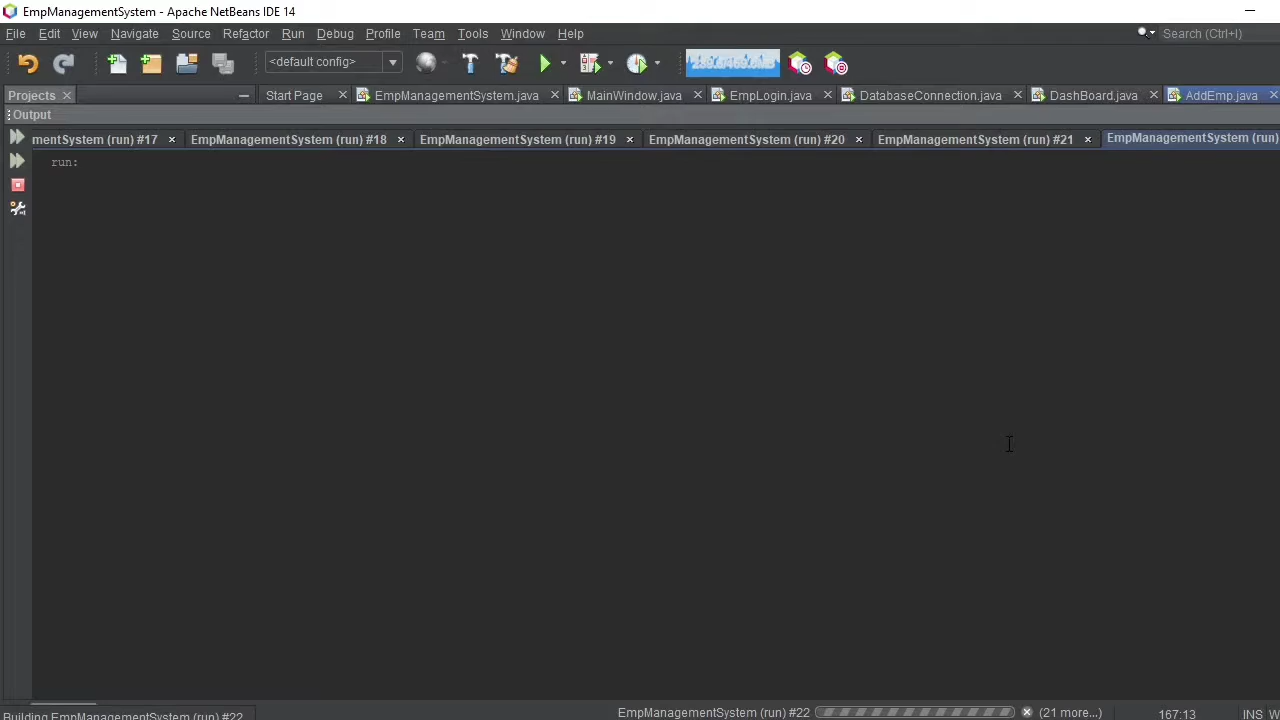 EmpManagementSystem - Apache NetBeans IDE 14
File Edit View Navigate Source Refactor Run Debug Profile Team Tools Window Help Search (Ctrl+I)
<default config>
Projects Start Page EmpManagementSystem.java MainWindow.java EmpLogin.java DatabaseConnection.java DashBoard.java AddEmp.java
Output
mentSystem (run) #17 EmpManagementSystem (run) #18 EmpManagementSystem (run) #19 EmpManagementSystem (run) #20 EmpManagementSystem (run) #21 EmpManagementSystem (run)
run:
Building EmpManagementSystem (run) #22 EmpManagementSystem (run) #22 (21 more...) 167:13 INS